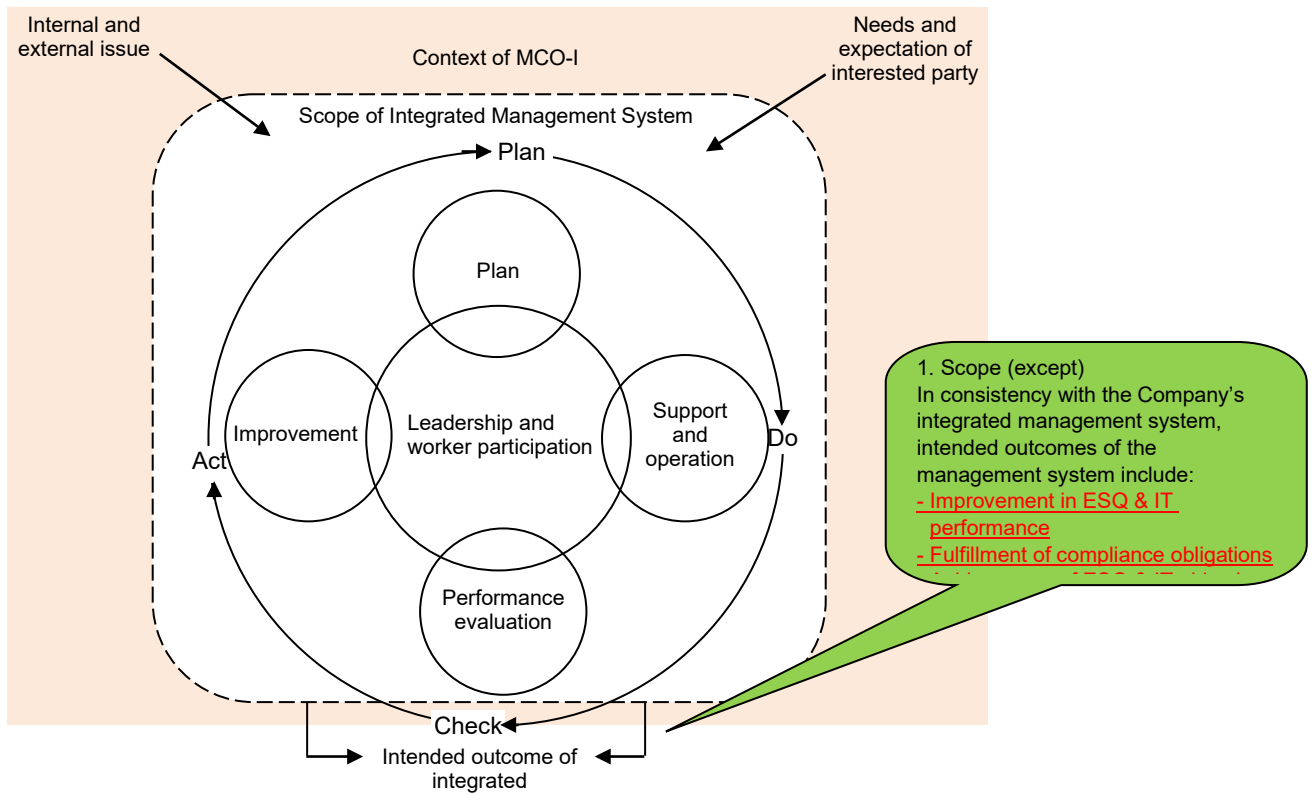 Internal and
external issue
Context of MCO-I
Needs and
expectation of
interested party
Scope of Integrated Management System
Plan
Plan
Improvement
Leadership and
worker participation
Support
and
operation
Do
Act
Performance
evaluation
Check
Intended outcome of
integrated
1. Scope (except)
In consistency with the Company’s
integrated management system,
intended outcomes of the
management system include:
- Improvement in ESQ & IT
performance
- Fulfillment of compliance obligations